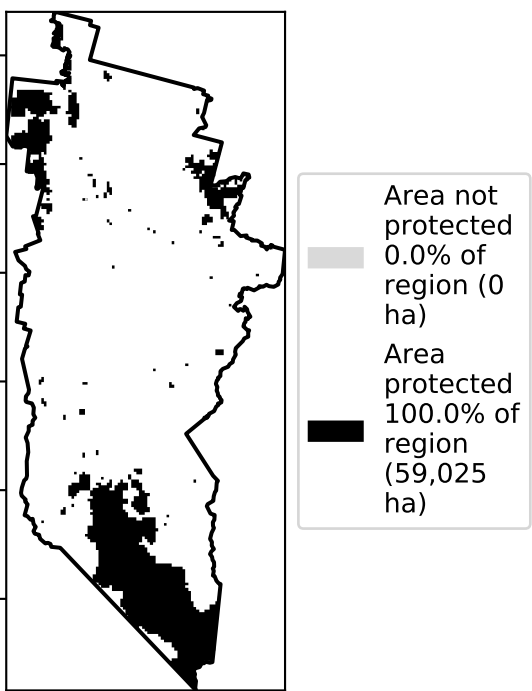 Area not
protected
0.0% of
region (0
ha)
Area
protected
100.0% of
region
(59,025
ha)